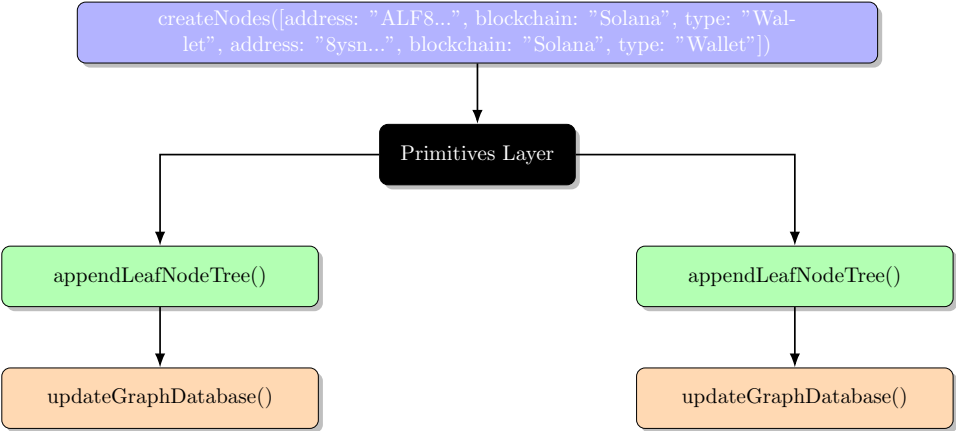 createNodes([address: ”ALF8...”, blockchain: ”Solana”, type: ”Wal-
let”, address: ”8ysn...”, blockchain: ”Solana”, type: ”Wallet”])
Primitives Layer
appendLeafNodeTree()
appendLeafNodeTree()
updateGraphDatabase()
updateGraphDatabase()